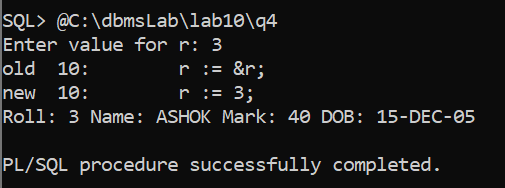 SQL> @C:\dbmsLab\lab10\q4
Enter value for r: 3
old  10:        r := &r;
new  10:        r := 3;
Roll: 3 Name: ASHOK Mark: 40 DOB: 15-DEC-05
PL/SQL procedure successfully completed.